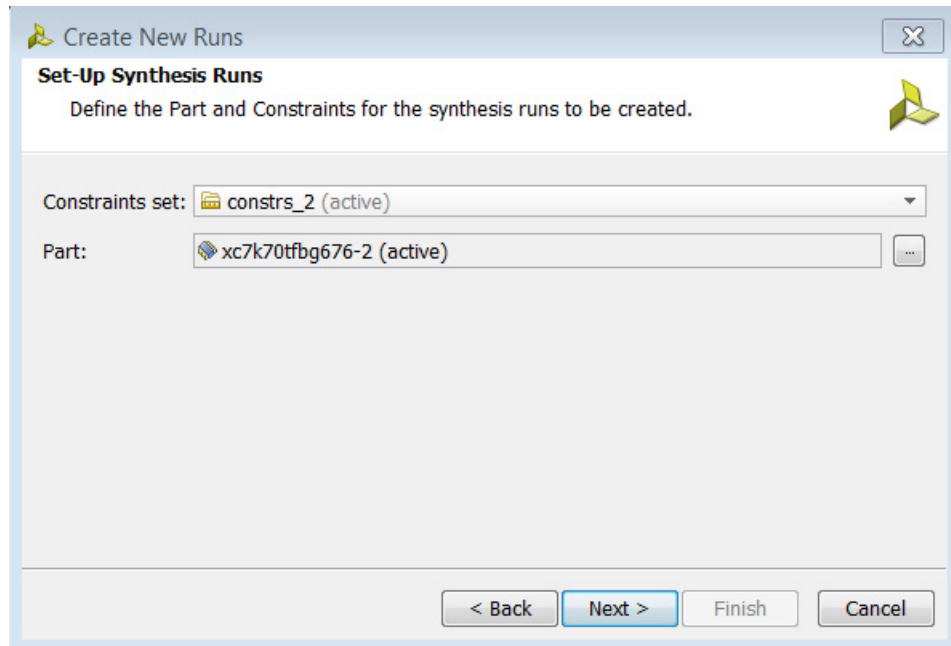 Create New Runs
Set-Up Synthesis Runs
Define the Part and Constraints for the synthesis runs to be created.
Constraints set: constrs_2 (active)
Part: xc7k70tfbg676-2 (active) ...
< Back Next > Finish Cancel